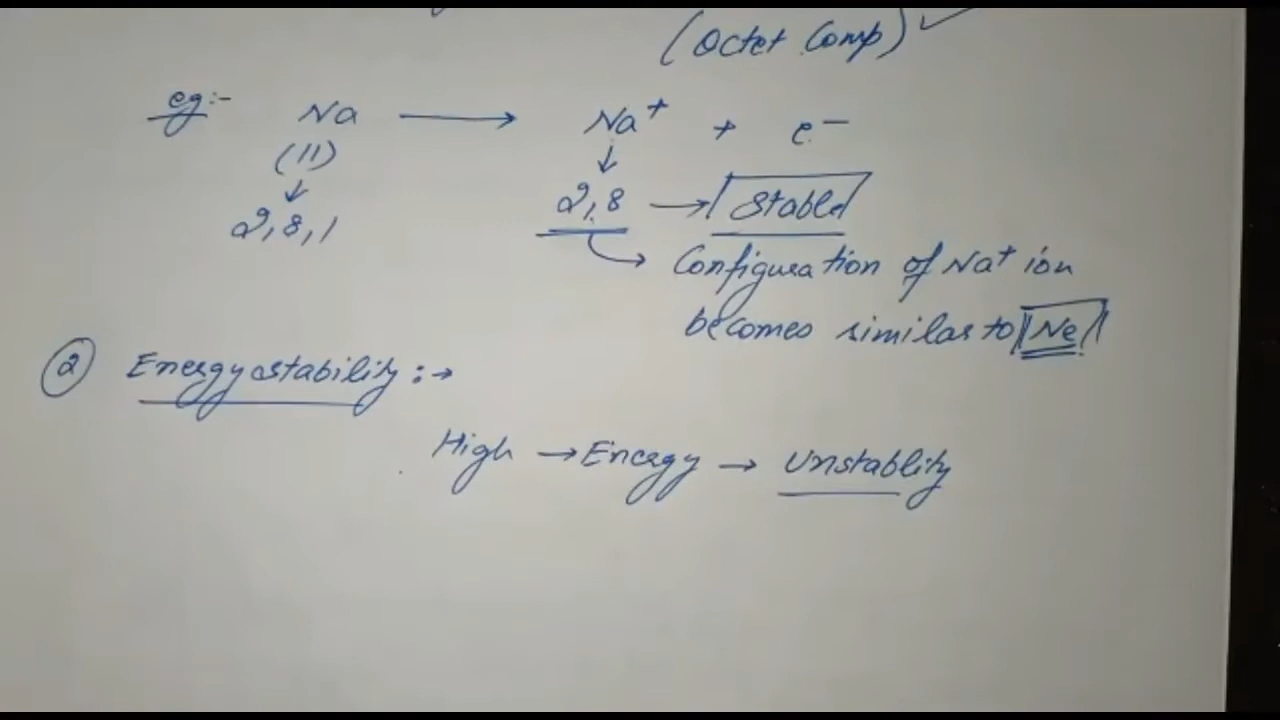 (Octet Comp) ✓
eg:- Na ⟶ Na⁺ + e⁻
(11) ↓
↓ 2,8 → Stable
2,8,1
Configuration of Na⁺ ion
becomes similar to Ne
② Energy stability :→
High → Energy → Unstablity